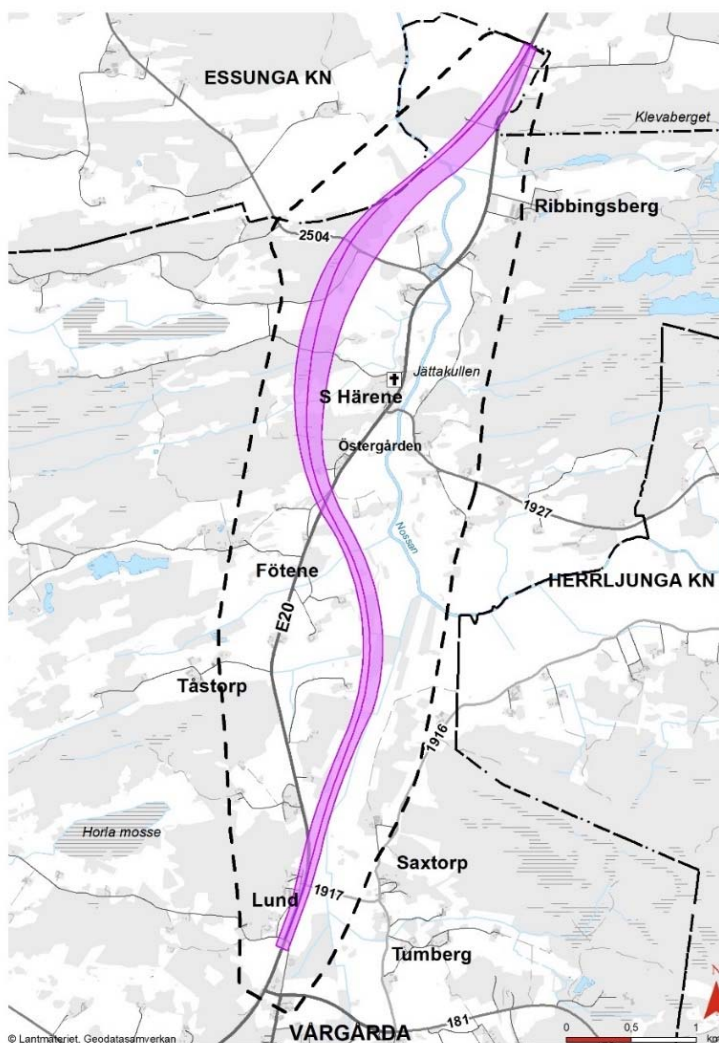 ESSUNGA KN
Klevaberget
Ribbingsberg
2504
Jättakullen
S Härene
Östergården
1927
Nossan
Fötene
HERRLJUNGA KN
E20
Tåstorp
1916
Horla mosse
Saxtorp
1917
Lund
Tumberg
N
181
VÅRGÅRDA
0 0,5 1
© Lantmäteriet, Geodatasamverkan